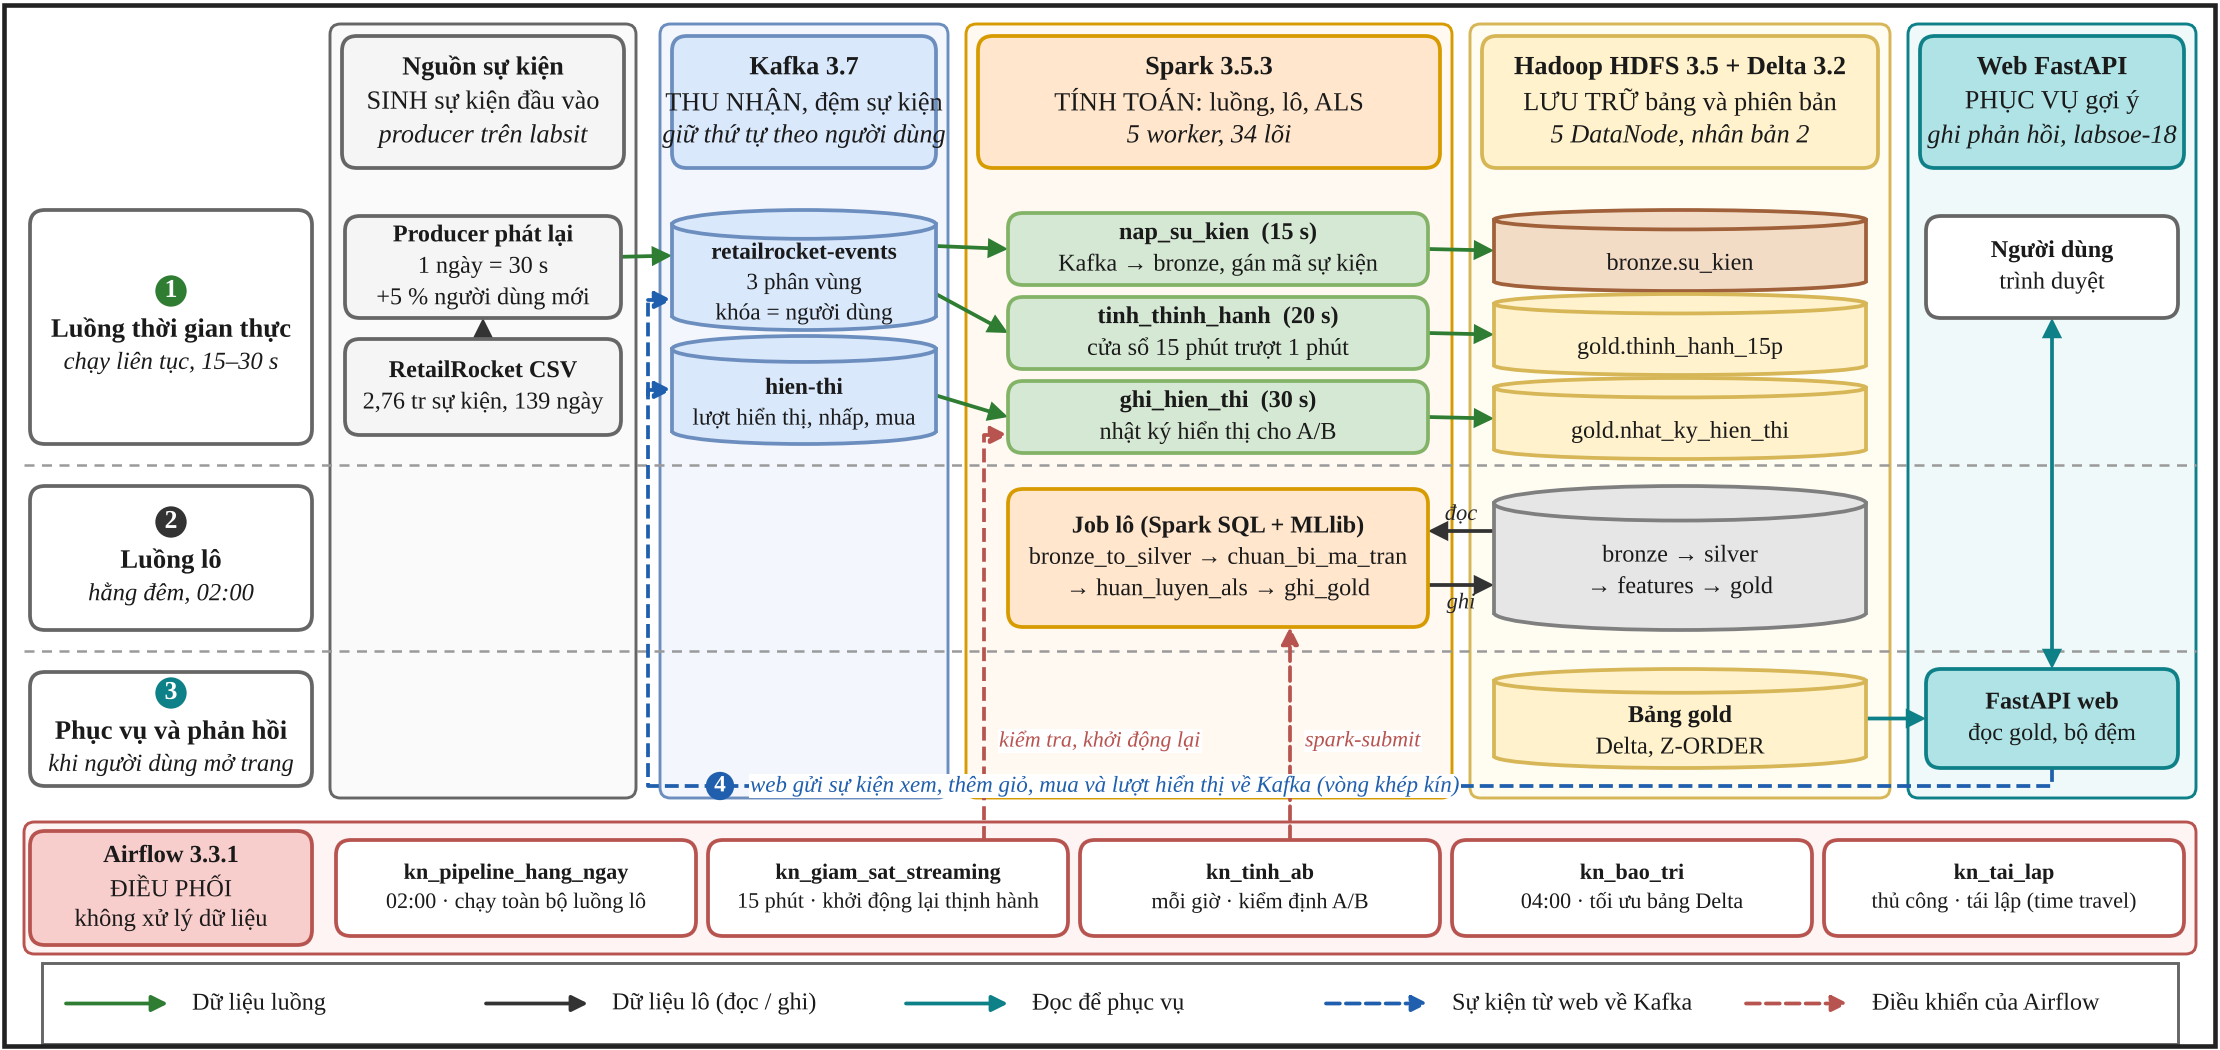 Nguồn sự kiện
SINH sự kiện đầu vào
producer trên labsit
Kafka 3.7
THU NHẬN, đệm sự kiện
giữ thứ tự theo người dùng
Spark 3.5.3
TÍNH TOÁN: luồng, lô, ALS
5 worker, 34 lõi
Hadoop HDFS 3.5 + Delta 3.2
LƯU TRỮ bảng và phiên bản
5 DataNode, nhân bản 2
Web FastAPI
PHỤC VỤ gợi ý
ghi phản hồi, labsoe-18
1
Luồng thời gian thực
chạy liên tục, 15–30 s
Producer phát lại
1 ngày = 30 s
+5 % người dùng mới
RetailRocket CSV
2,76 tr sự kiện, 139 ngày
retailrocket-events
3 phân vùng
khóa = người dùng
hien-thi
lượt hiển thị, nhấp, mua
nap_su_kien (15 s)
Kafka → bronze, gán mã sự kiện
tinh_thinh_hanh (20 s)
cửa sổ 15 phút trượt 1 phút
ghi_hien_thi (30 s)
nhật ký hiển thị cho A/B
bronze.su_kien
gold.thinh_hanh_15p
gold.nhat_ky_hien_thi
Người dùng
trình duyệt
2
Luồng lô
hằng đêm, 02:00
Job lô (Spark SQL + MLlib)
bronze_to_silver → chuan_bi_ma_tran
→ huan_luyen_als → ghi_gold
đọc
ghi
bronze → silver
→ features → gold
3
Phục vụ và phản hồi
khi người dùng mở trang
kiểm tra, khởi động lại
spark-submit
Bảng gold
Delta, Z-ORDER
FastAPI web
đọc gold, bộ đệm
4
web gửi sự kiện xem, thêm giỏ, mua và lượt hiển thị về Kafka (vòng khép kín)
Airflow 3.3.1
ĐIỀU PHỐI
không xử lý dữ liệu
kn_pipeline_hang_ngay
02:00 · chạy toàn bộ luồng lô
kn_giam_sat_streaming
15 phút · khởi động lại thịnh hành
kn_tinh_ab
mỗi giờ · kiểm định A/B
kn_bao_tri
04:00 · tối ưu bảng Delta
kn_tai_lap
thủ công · tái lập (time travel)
Dữ liệu luồng
Dữ liệu lô (đọc / ghi)
Đọc để phục vụ
Sự kiện từ web về Kafka
Điều khiển của Airflow